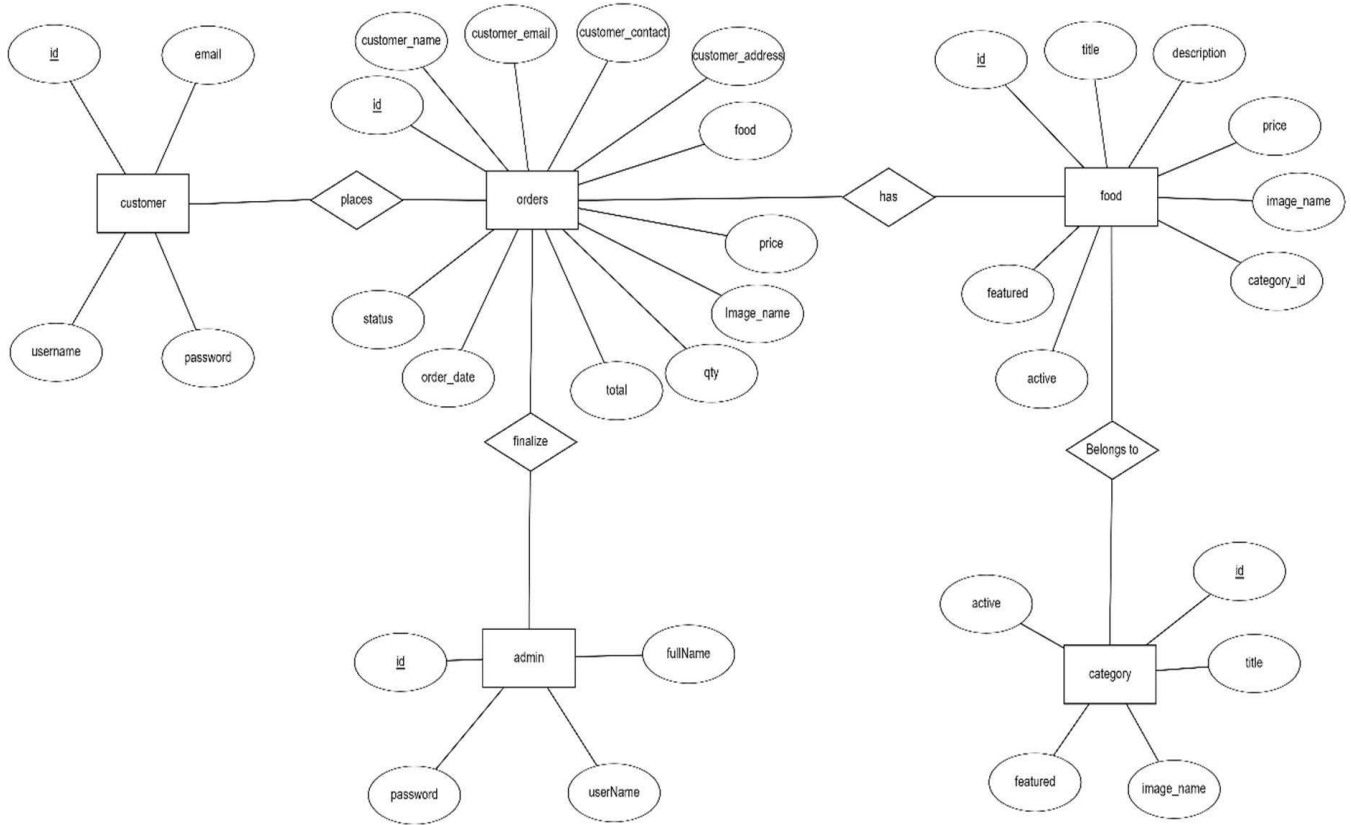 id
email
customer
username
password
customer_name
customer_email
customer_contact
customer_address
id
food
places
orders
price
Image_name
qty
total
order_date
status
finalize
id
admin
fullName
password
userName
has
id
title
description
price
food
image_name
category_id
featured
active
Belongs to
active
id
category
title
featured
image_name